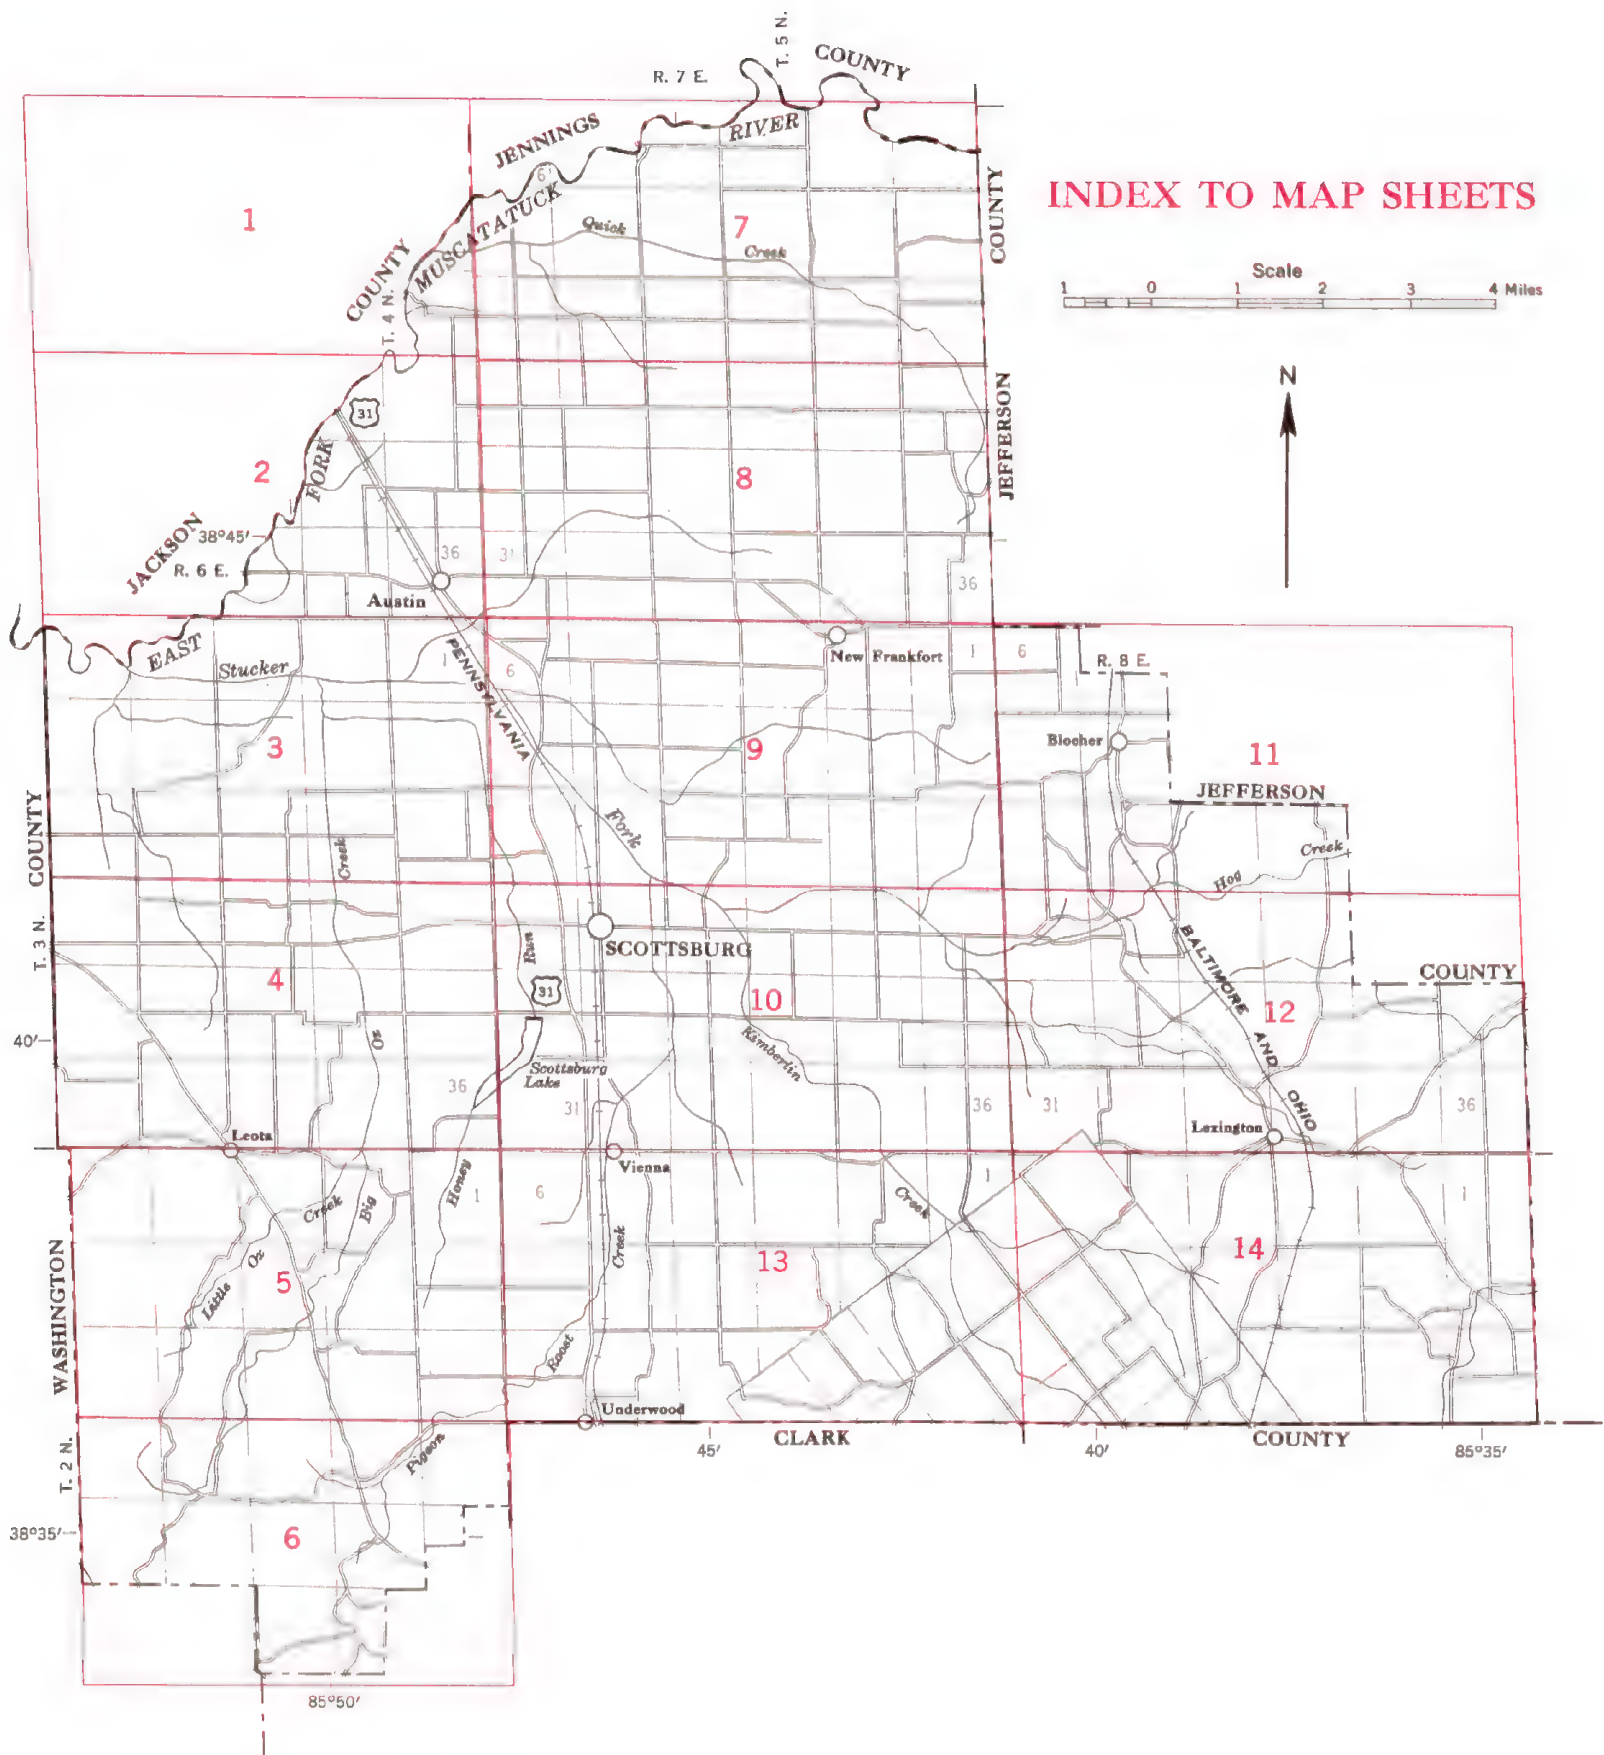 T. 5 N.
COUNTY
R. 7 E.
JENNINGS
RIVER
6
MUSCATATUCK
COUNTY
T. 4 N.
1
Quick
Creek
7
COUNTY
INDEX TO MAP SHEETS
Scale
1 0 1 2 3 4 Miles
N
31
FORK
2
8
JEFFERSON
38°45′
JACKSON
R. 6 E.
36
31
36
Austin
EAST
Stucker
1
PENNSYLVANIA
6
New Frankfort
1
6
R. 8 E.
3
9
Blocher
11
JEFFERSON
COUNTY
Creek
Fork
Creek
Hog
T. 3 N.
SCOTTSBURG
Run
31
4
10
BALTIMORE AND OHIO
COUNTY
12
40′
Ox
Kimberlin
Scottsburg
Lake
36
31
36
31
36
Lexington
Leota
Vienna
Honey
1
6
Creek
1
1
Creek
Big
Creek
Little Ox
5
13
14
WASHINGTON
Roost
Underwood
CLARK
COUNTY
45′
40′
85°35′
T. 2 N.
Pigeon
38°35′
6
85°50′